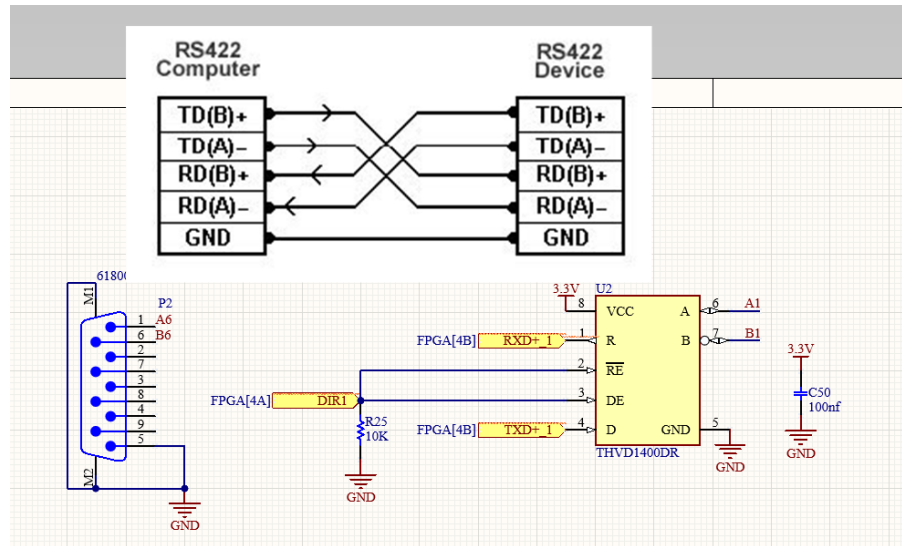 RS422
Computer
RS422
Device
TD(B)+
TD(A)−
RD(B)+
RD(A)−
GND
TD(B)+
TD(A)−
RD(B)+
RD(A)−
GND
M1
P2
1 A6
6 B6
2
7
3
8
4
9
5
M2
GND
FPGA[4A] DIR1
R25
10K
GND
3.3V
U2
8 VCC
A 6 A1
FPGA[4B] RXD+_1 1 R
B 7 B1
2 RE
3 DE
FPGA[4B] TXD+_1 4 D
GND 5
THVD1400DR
GND
3.3V
C50
100nf
GND